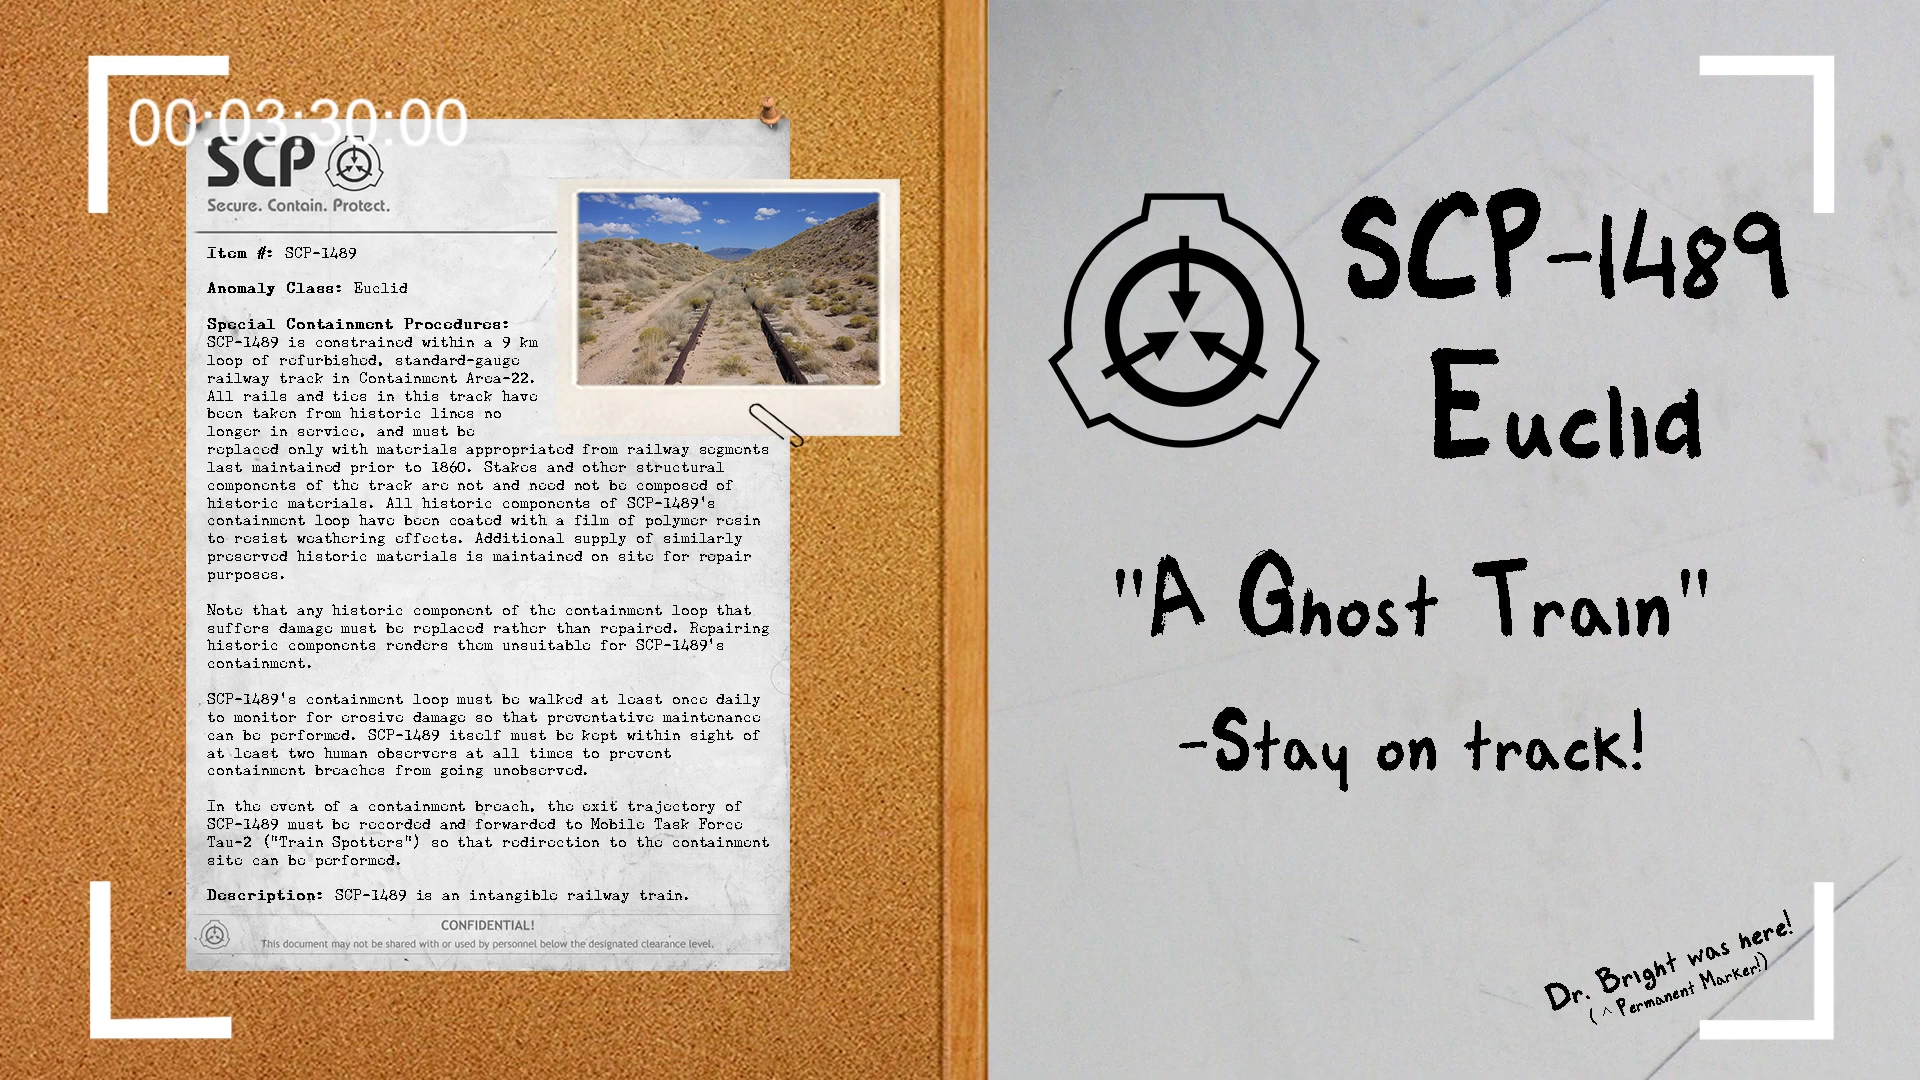 00:03:30:00
SCP
Secure. Contain. Protect.
Item #: SCP-1489
Anomaly Class: Euclid
Special Containment Procedures:
SCP-1489 is constrained within a 9 km
loop of refurbished, standard-gauge
railway track in Containment Area-22.
All rails and ties in this track have
been taken from historic lines no
longer in service, and must be
replaced only with materials appropriated from railway segments
last maintained prior to 1860. Stakes and other structural
components of the track are not and need not be composed of
historic materials. All historic components of SCP-1489's
containment loop have been coated with a film of polymer resin
to resist weathering effects. Additional supply of similarly
preserved historic materials is maintained on site for repair
purposes.
Note that any historic component of the containment loop that
suffers damage must be replaced rather than repaired. Repairing
historic components renders them unsuitable for SCP-1489's
containment.
SCP-1489's containment loop must be walked at least once daily
to monitor for erosive damage so that preventative maintenance
can be performed. SCP-1489 itself must be kept within sight of
at least two human observers at all times to prevent
containment breaches from going unobserved.
In the event of a containment breach, the exit trajectory of
SCP-1489 must be recorded and forwarded to Mobile Task Force
Tau-2 ("Train Spotters") so that redirection to the containment
site can be performed.
Description: SCP-1489 is an intangible railway train.
CONFIDENTIAL!
This document may not be shared with or used by personnel below the designated clearance level.
SCP-1489
Euclid
"A Ghost Train"
-Stay on track!
Dr. Bright was here!
(^ Permanent Marker!)